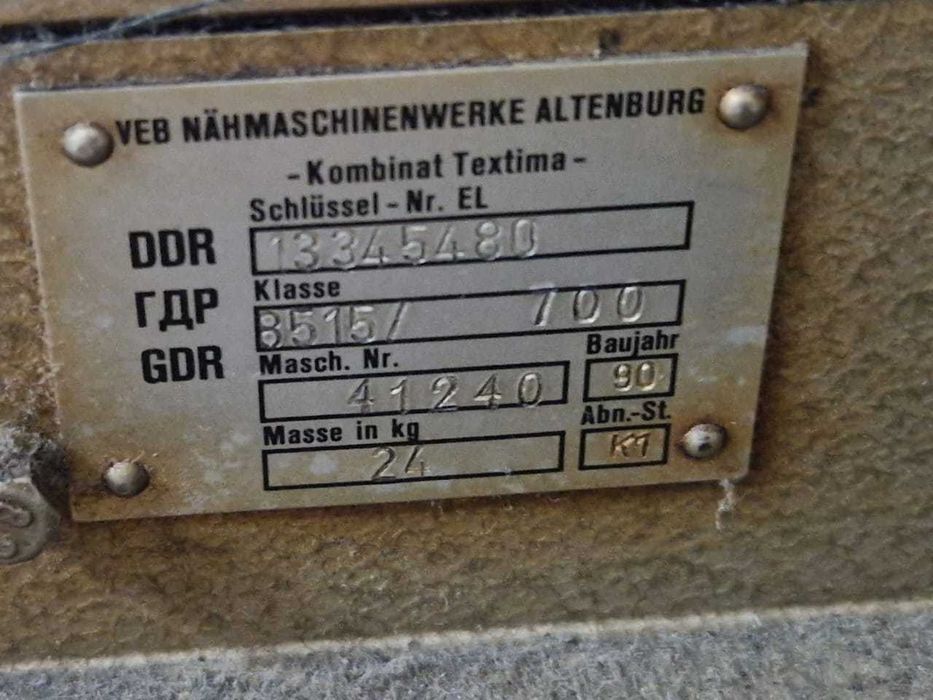 VEB NÄHMASCHINENWERKE ALTENBURG
-Kombinat Textima-
Schlüssel-Nr. EL
DDR 13345480
Klasse
ГДР 8515/ 700
GDR Masch. Nr. Baujahr
41240 90
Masse in kg Abn.-St.
24 K1